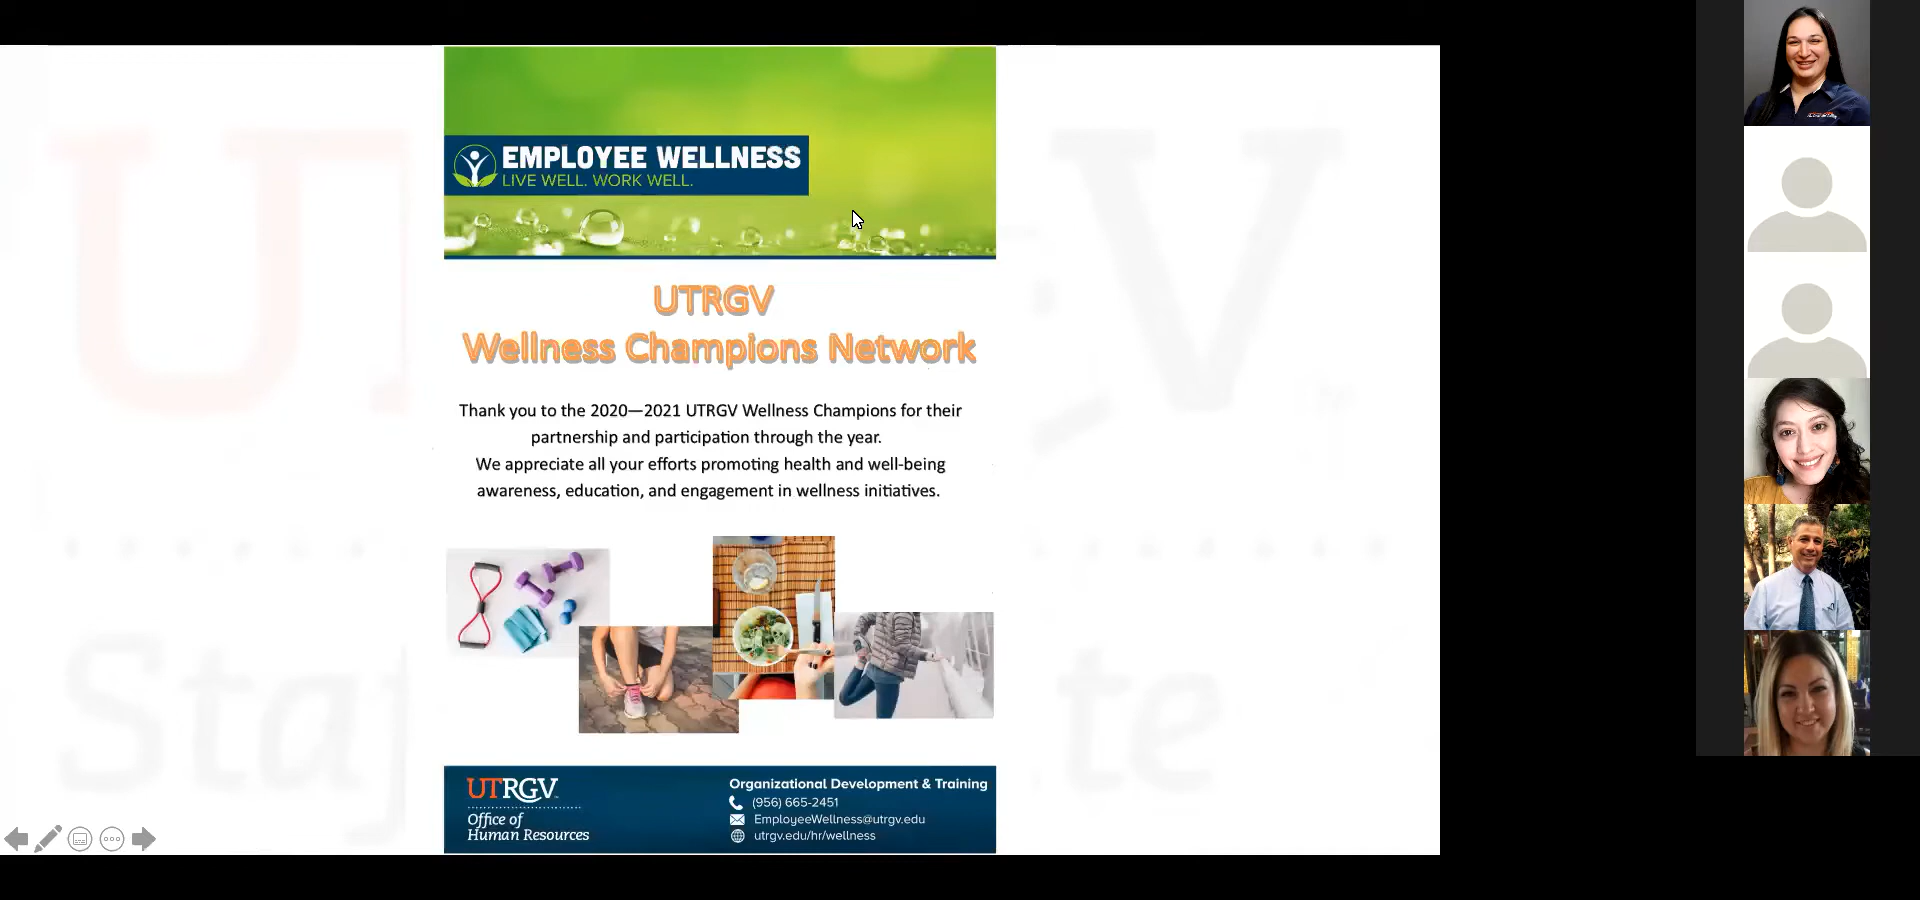 EMPLOYEE WELLNESS
LIVE WELL. WORK WELL.
UTRGV
Wellness Champions Network
Thank you to the 2020—2021 UTRGV Wellness Champions for their
partnership and participation through the year.
We appreciate all your efforts promoting health and well-being
awareness, education, and engagement in wellness initiatives.
UTRGV
Office of
Human Resources
Organizational Development & Training
(956) 665-2451
EmployeeWellness@utrgv.edu
utrgv.edu/hr/wellness